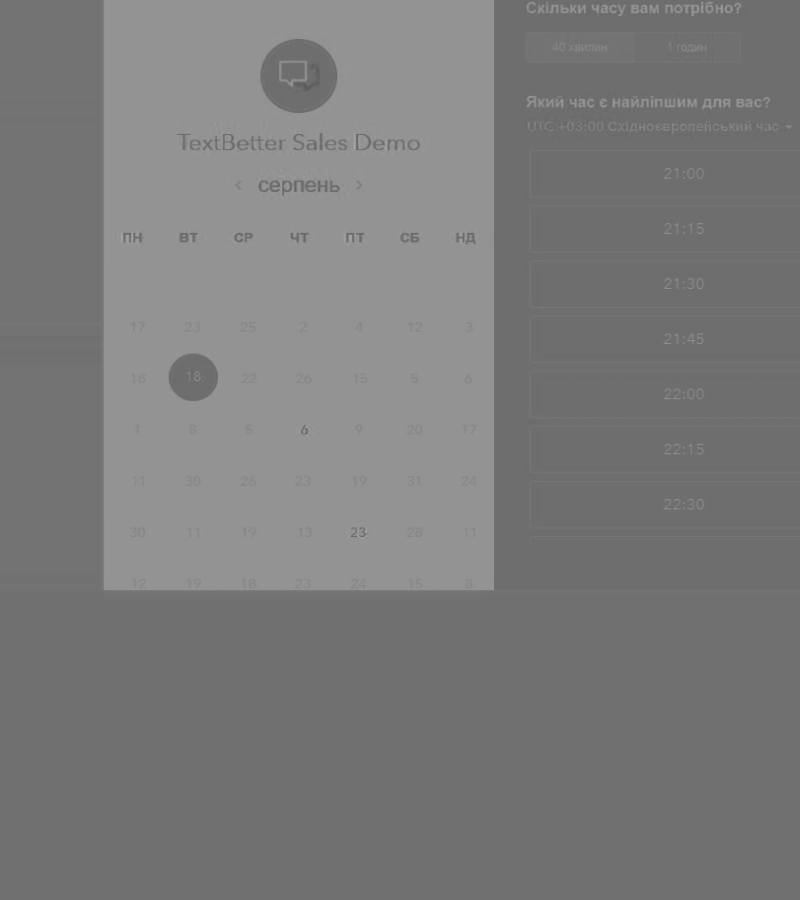 TextBetter Sales Demo
‹ серпень ›
ПН ВТ СР ЧТ ПТ СБ НД
17 23 25 2 4 12 3
18 18 22 26 15 5 6
1 8 5 6 9 20 17
11 30 26 23 19 31 24
30 11 19 13 23 28 11
12 19 18 23 24 15 8
Скільки часу вам потрібно?
40 хвилин 1 годин
Який час є найліпшим для вас?
UTC +03:00 Східноєвропейський час
21:00
21:15
21:30
21:45
22:00
22:15
22:30